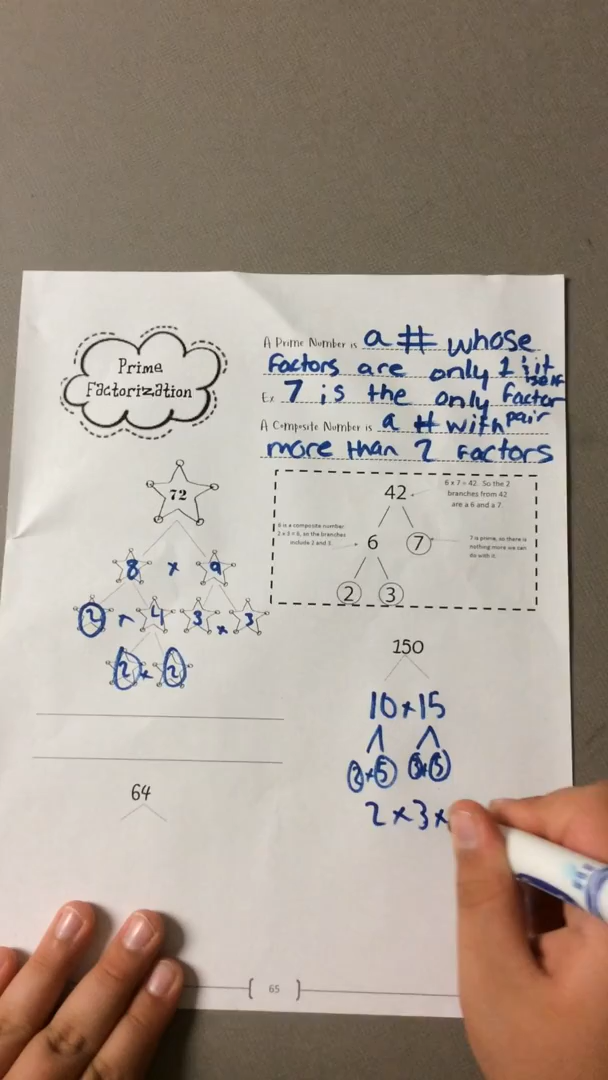 Prime
Factorization
A Prime Number is a # whose
factors are only 1 & itself
Ex 7 is the only factor pair
A Composite Number is a # with
more than 2 factors
72
8 x 9
2 x 4 3 x 3
2 x 2
42
6 x 7 = 42. So the 2
branches from 42
are a 6 and a 7.
6 is a composite number.
2 x 3 = 6, so the branches
include 2 and 3.
6 7
7 is prime, so there is
nothing more we can
do with it.
2 3
150
10 x 15
2 x 5 3 x 5
2 x 3 x
64
65